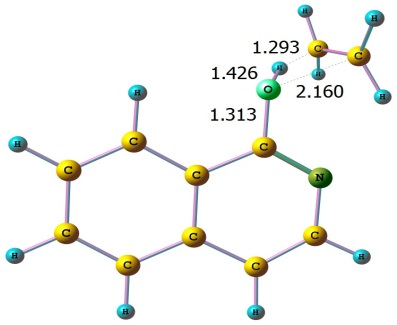 H
H
1.293 C C
H
1.426 H
O 2.160
H
H 1.313
H C
C C
C N
C C
H C C C H
H H